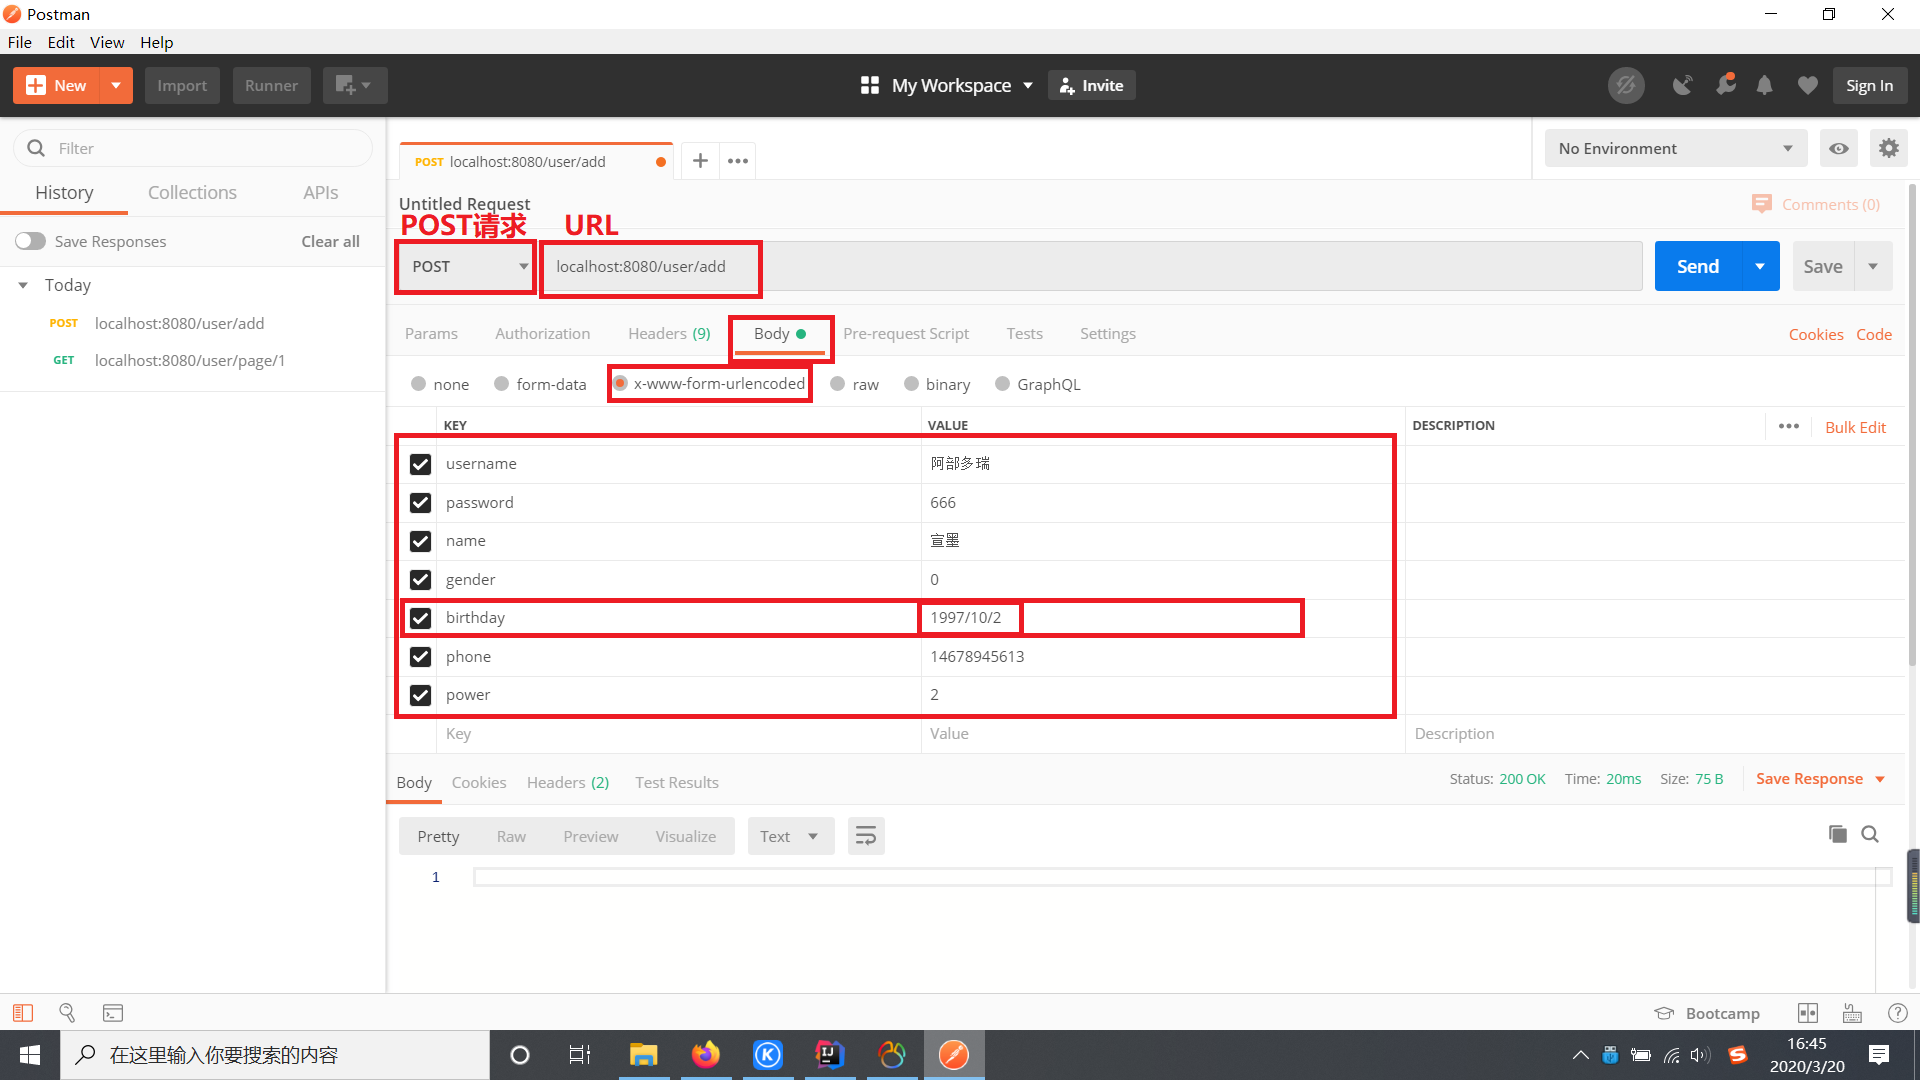 Postman
File Edit View Help
New Import Runner My Workspace Invite Sign In
Filter
History Collections APIs
Save Responses Clear all
Today
POST localhost:8080/user/add
GET localhost:8080/user/page/1
POST localhost:8080/user/add
No Environment
Untitled Request
Comments (0)
POST请求 URL
POST localhost:8080/user/add Send Save
Params Authorization Headers (9) Body Pre-request Script Tests Settings Cookies Code
none form-data x-www-form-urlencoded raw binary GraphQL
KEY VALUE DESCRIPTION Bulk Edit
username 阿部多瑞
password 666
name 宣墨
gender 0
birthday 1997/10/2
phone 14678945613
power 2
Key Value Description
Body Cookies Headers (2) Test Results Status: 200 OK Time: 20ms Size: 75 B Save Response
Pretty Raw Preview Visualize Text
1
Bootcamp
在这里输入你要搜索的内容
16:45
2020/3/20